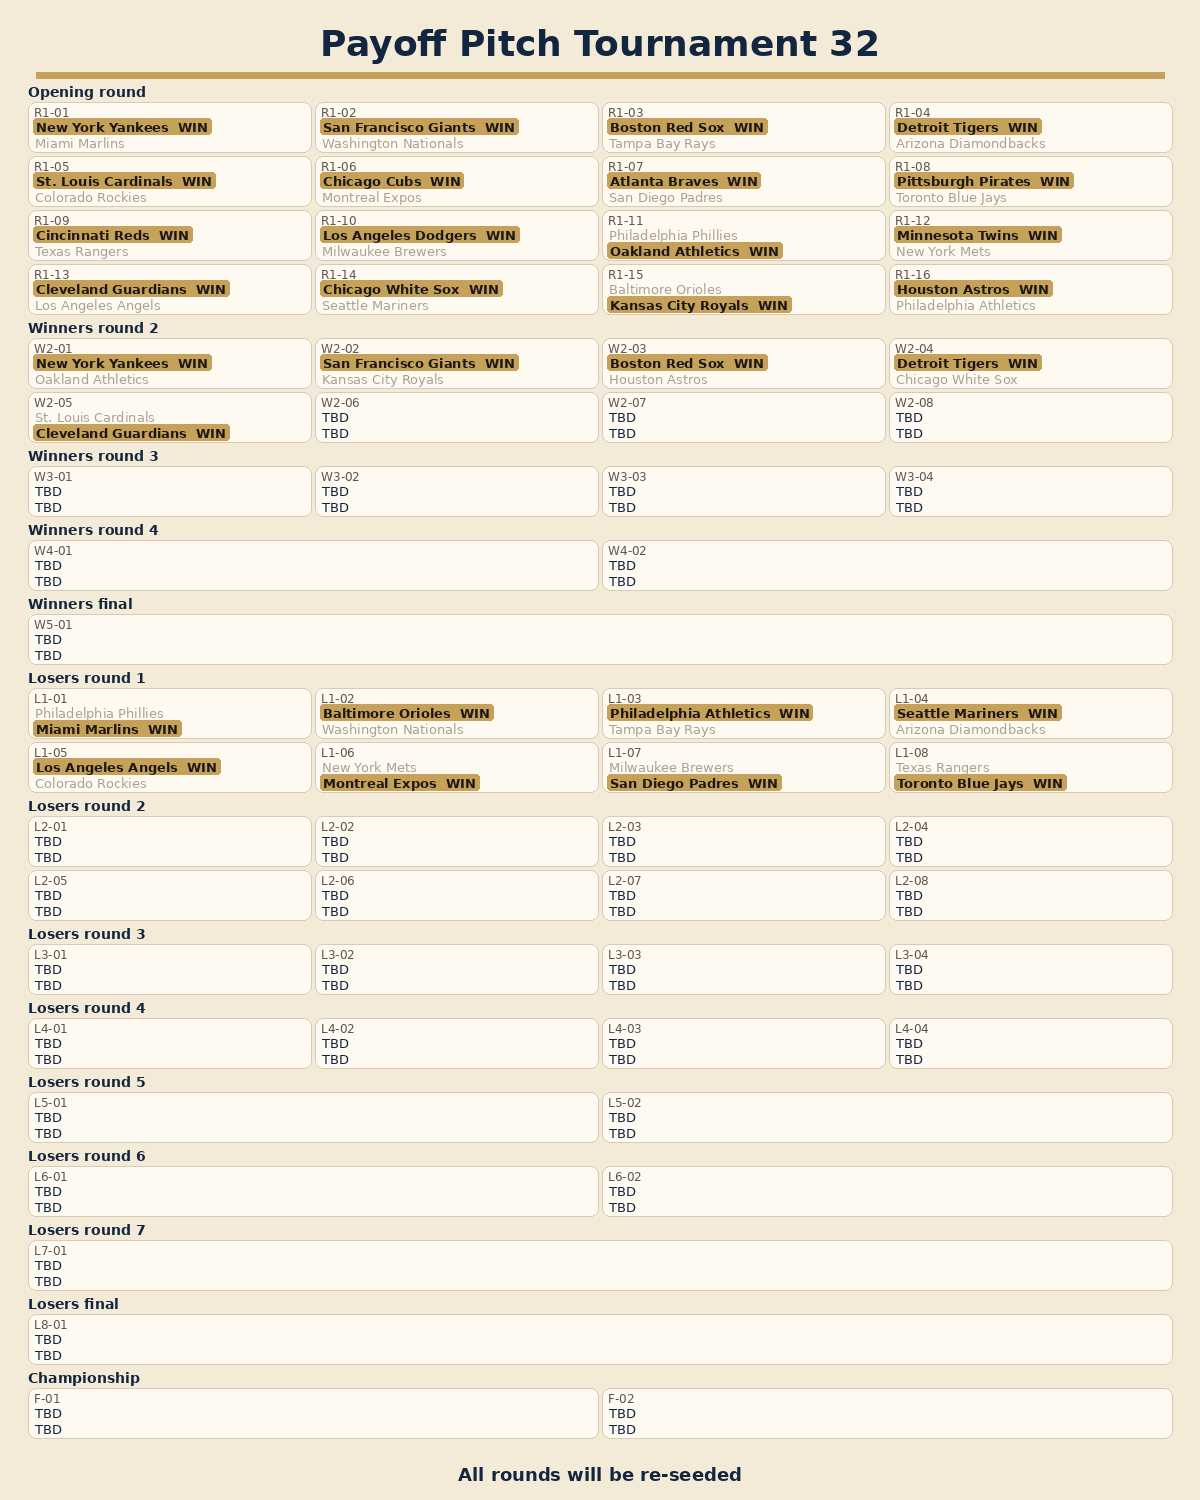 Payoff Pitch Tournament 32
Opening round
R1-01
New York Yankees WIN
Miami Marlins
R1-02
San Francisco Giants WIN
Washington Nationals
R1-03
Boston Red Sox WIN
Tampa Bay Rays
R1-04
Detroit Tigers WIN
Arizona Diamondbacks
R1-05
St. Louis Cardinals WIN
Colorado Rockies
R1-06
Chicago Cubs WIN
Montreal Expos
R1-07
Atlanta Braves WIN
San Diego Padres
R1-08
Pittsburgh Pirates WIN
Toronto Blue Jays
R1-09
Cincinnati Reds WIN
Texas Rangers
R1-10
Los Angeles Dodgers WIN
Milwaukee Brewers
R1-11
Philadelphia Phillies
Oakland Athletics WIN
R1-12
Minnesota Twins WIN
New York Mets
R1-13
Cleveland Guardians WIN
Los Angeles Angels
R1-14
Chicago White Sox WIN
Seattle Mariners
R1-15
Baltimore Orioles
Kansas City Royals WIN
R1-16
Houston Astros WIN
Philadelphia Athletics
Winners round 2
W2-01
New York Yankees WIN
Oakland Athletics
W2-02
San Francisco Giants WIN
Kansas City Royals
W2-03
Boston Red Sox WIN
Houston Astros
W2-04
Detroit Tigers WIN
Chicago White Sox
W2-05
St. Louis Cardinals
Cleveland Guardians WIN
W2-06
TBD
TBD
W2-07
TBD
TBD
W2-08
TBD
TBD
Winners round 3
W3-01
TBD
TBD
W3-02
TBD
TBD
W3-03
TBD
TBD
W3-04
TBD
TBD
Winners round 4
W4-01
TBD
TBD
W4-02
TBD
TBD
Winners final
W5-01
TBD
TBD
Losers round 1
L1-01
Philadelphia Phillies
Miami Marlins WIN
L1-02
Baltimore Orioles WIN
Washington Nationals
L1-03
Philadelphia Athletics WIN
Tampa Bay Rays
L1-04
Seattle Mariners WIN
Arizona Diamondbacks
L1-05
Los Angeles Angels WIN
Colorado Rockies
L1-06
New York Mets
Montreal Expos WIN
L1-07
Milwaukee Brewers
San Diego Padres WIN
L1-08
Texas Rangers
Toronto Blue Jays WIN
Losers round 2
L2-01
TBD
TBD
L2-02
TBD
TBD
L2-03
TBD
TBD
L2-04
TBD
TBD
L2-05
TBD
TBD
L2-06
TBD
TBD
L2-07
TBD
TBD
L2-08
TBD
TBD
Losers round 3
L3-01
TBD
TBD
L3-02
TBD
TBD
L3-03
TBD
TBD
L3-04
TBD
TBD
Losers round 4
L4-01
TBD
TBD
L4-02
TBD
TBD
L4-03
TBD
TBD
L4-04
TBD
TBD
Losers round 5
L5-01
TBD
TBD
L5-02
TBD
TBD
Losers round 6
L6-01
TBD
TBD
L6-02
TBD
TBD
Losers round 7
L7-01
TBD
TBD
Losers final
L8-01
TBD
TBD
Championship
F-01
TBD
TBD
F-02
TBD
TBD
All rounds will be re-seeded